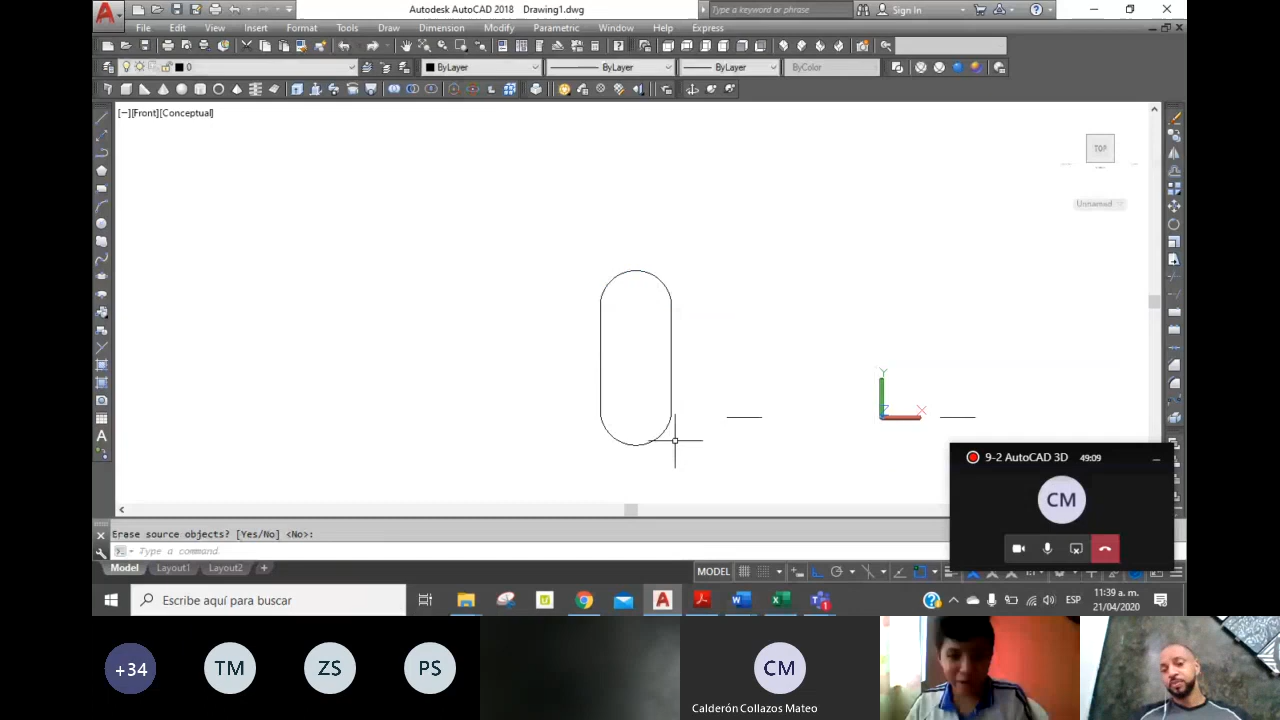 Autodesk AutoCAD 2018 Drawing1.dwg
Type a keyword or phrase
Sign In
File Edit View Insert Format Tools Draw Dimension Modify Parametric Window Help Express
0
ByLayer
ByLayer
ByLayer
ByColor
[−][Front][Conceptual]
TOP
Unnamed
Y
X
9-2 AutoCAD 3D 49:09
CM
Erase source objects? [Yes/No] <No>:
Type a command
Model Layout1 Layout2 +
MODEL
Escribe aquí para buscar
ESP
11:39 a. m.
21/04/2020
+34
TM
ZS
PS
CM
Calderón Collazos Mateo